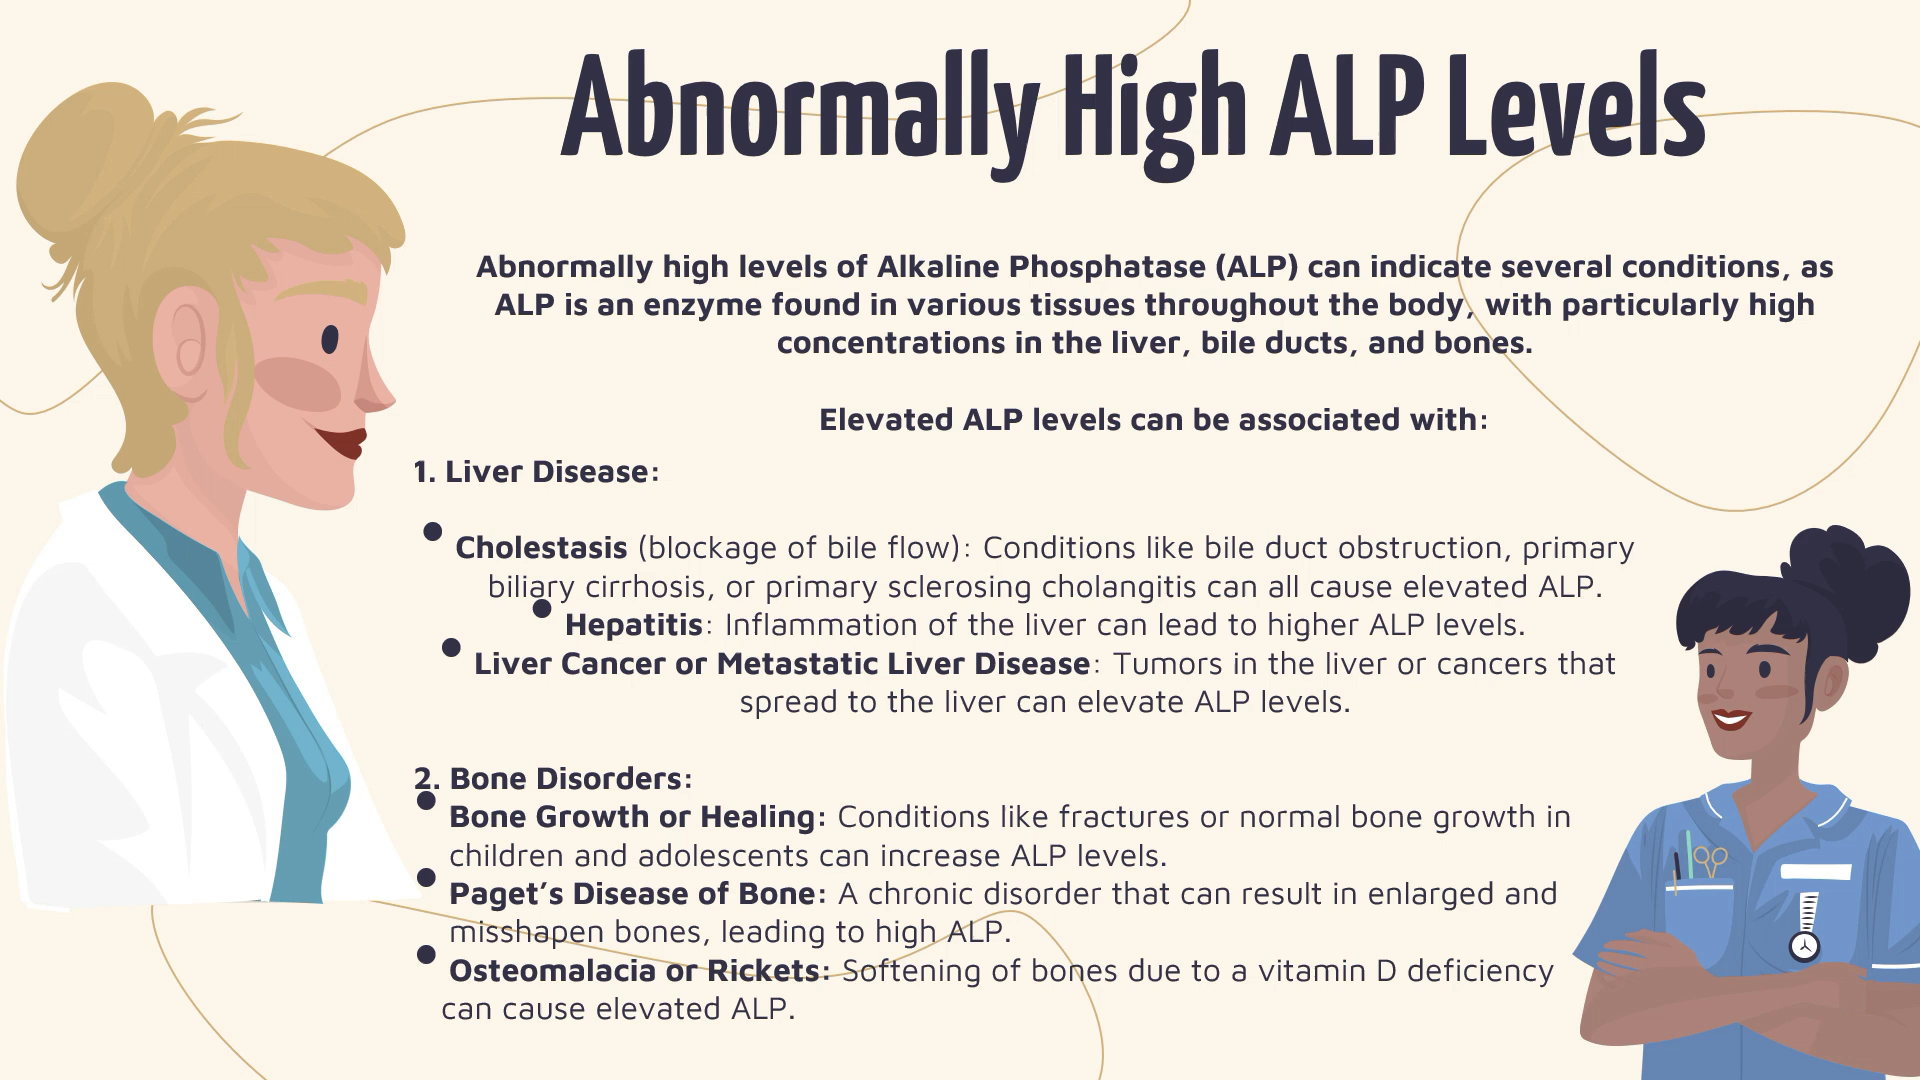 Abnormally High ALP Levels
Abnormally high levels of Alkaline Phosphatase (ALP) can indicate several conditions, as
ALP is an enzyme found in various tissues throughout the body, with particularly high
concentrations in the liver, bile ducts, and bones.
Elevated ALP levels can be associated with:
1. Liver Disease:
● Cholestasis (blockage of bile flow): Conditions like bile duct obstruction, primary
biliary cirrhosis, or primary sclerosing cholangitis can all cause elevated ALP.
● Hepatitis: Inflammation of the liver can lead to higher ALP levels.
● Liver Cancer or Metastatic Liver Disease: Tumors in the liver or cancers that
spread to the liver can elevate ALP levels.
2. Bone Disorders:
● Bone Growth or Healing: Conditions like fractures or normal bone growth in
children and adolescents can increase ALP levels.
● Paget’s Disease of Bone: A chronic disorder that can result in enlarged and
misshapen bones, leading to high ALP.
● Osteomalacia or Rickets: Softening of bones due to a vitamin D deficiency
can cause elevated ALP.